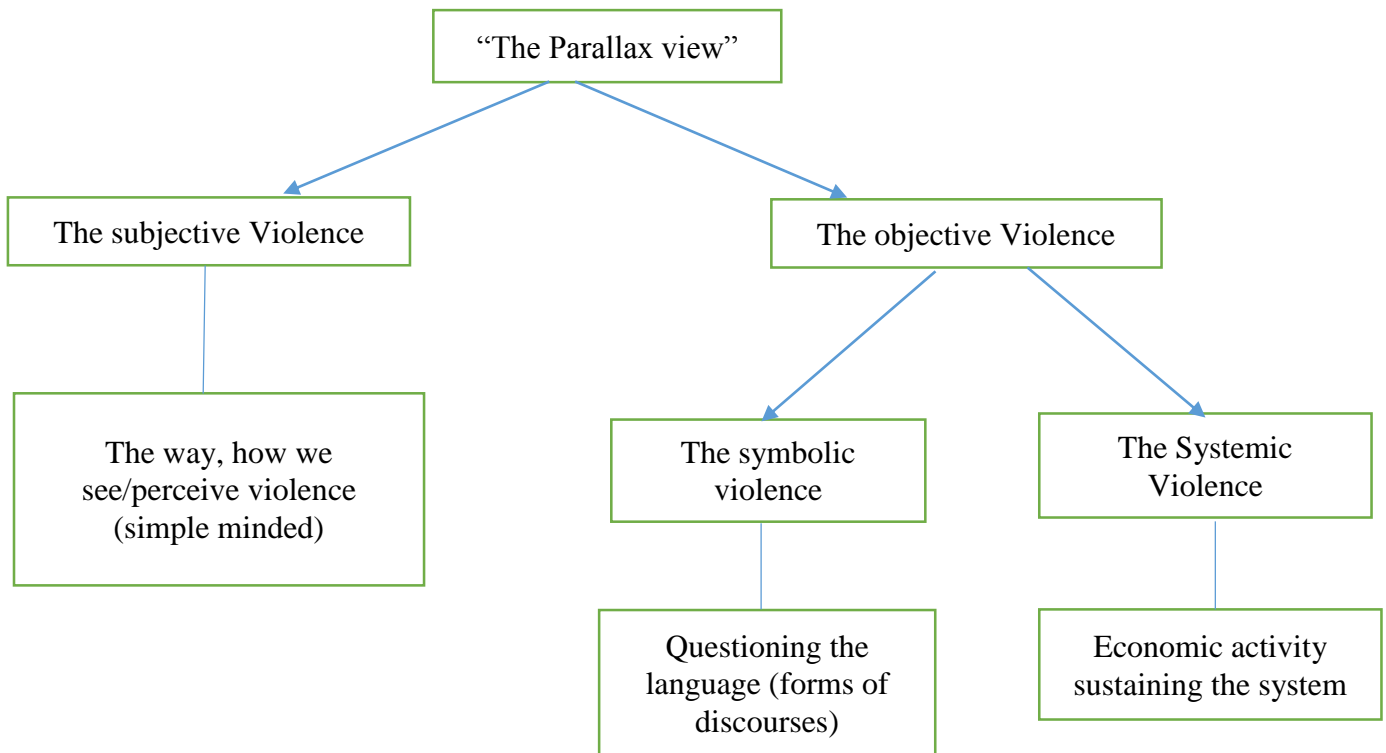 “The Parallax view”
The subjective Violence
The objective Violence
The way, how we
see/perceive violence
(simple minded)
The symbolic
violence
The Systemic
Violence
Questioning the
language (forms of
discourses)
Economic activity
sustaining the system